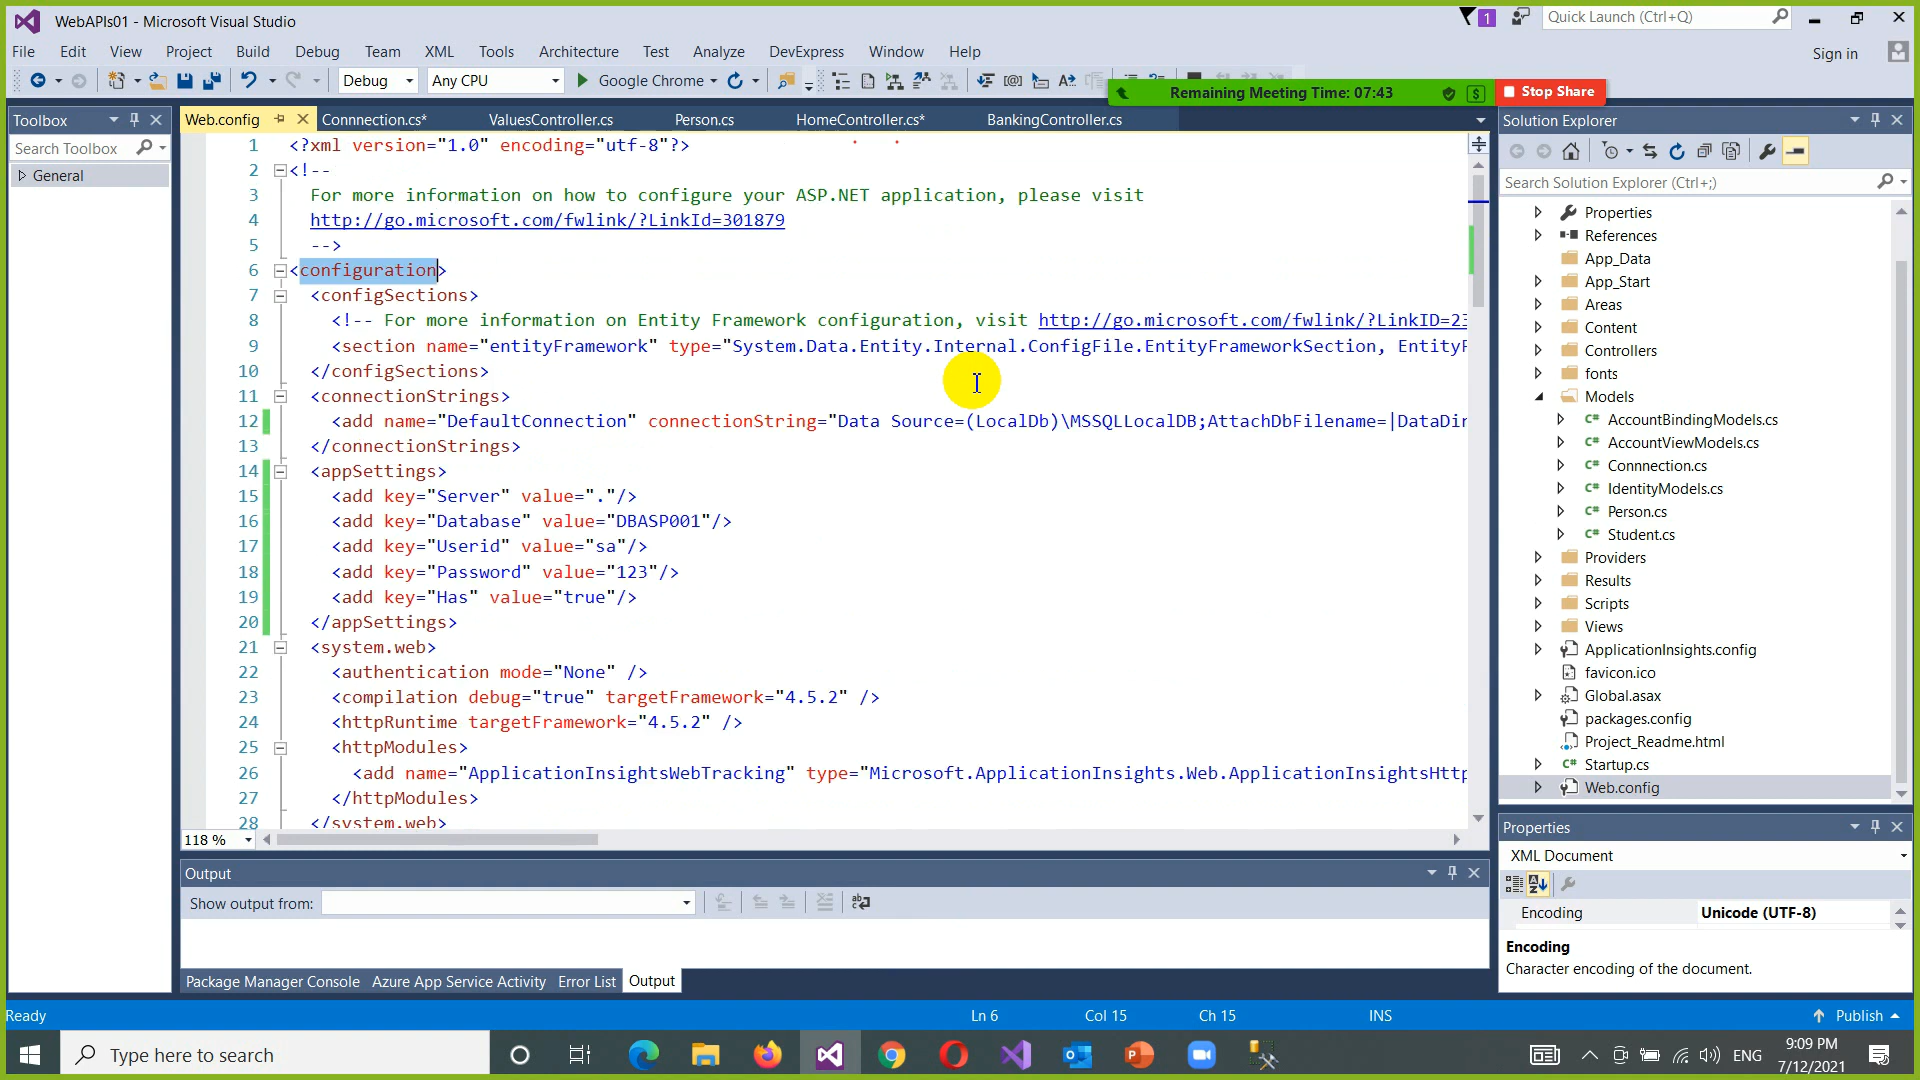 WebAPIs01 - Microsoft Visual Studio
1
Quick Launch (Ctrl+Q)
File Edit View Project Build Debug Team XML Tools Architecture Test Analyze DevExpress Window Help
Sign in
Debug Any CPU Google Chrome
Remaining Meeting Time: 07:43
Stop Share
Toolbox
Search Toolbox
General
Web.config Connnection.cs* ValuesController.cs Person.cs HomeController.cs* BankingController.cs
1 <?xml version="1.0" encoding="utf-8"?>
2 <!--
3 For more information on how to configure your ASP.NET application, please visit
4 http://go.microsoft.com/fwlink/?LinkId=301879
5 -->
6 <configuration>
7 <configSections>
8 <!-- For more information on Entity Framework configuration, visit http://go.microsoft.com/fwlink/?LinkID=23
9 <section name="entityFramework" type="System.Data.Entity.Internal.ConfigFile.EntityFrameworkSection, EntityF
10 </configSections>
11 <connectionStrings>
12 <add name="DefaultConnection" connectionString="Data Source=(LocalDb)\MSSQLLocalDB;AttachDbFilename=|DataDir
13 </connectionStrings>
14 <appSettings>
15 <add key="Server" value="."/>
16 <add key="Database" value="DBASP001"/>
17 <add key="Userid" value="sa"/>
18 <add key="Password" value="123"/>
19 <add key="Has" value="true"/>
20 </appSettings>
21 <system.web>
22 <authentication mode="None" />
23 <compilation debug="true" targetFramework="4.5.2" />
24 <httpRuntime targetFramework="4.5.2" />
25 <httpModules>
26 <add name="ApplicationInsightsWebTracking" type="Microsoft.ApplicationInsights.Web.ApplicationInsightsHttp
27 </httpModules>
28 </system.web>
118 %
Output
Show output from:
Package Manager Console Azure App Service Activity Error List Output
Solution Explorer
Search Solution Explorer (Ctrl+;)
Properties
References
App_Data
App_Start
Areas
Content
Controllers
fonts
Models
C# AccountBindingModels.cs
C# AccountViewModels.cs
C# Connnection.cs
C# IdentityModels.cs
C# Person.cs
C# Student.cs
Providers
Results
Scripts
Views
ApplicationInsights.config
favicon.ico
Global.asax
packages.config
Project_Readme.html
C# Startup.cs
Web.config
Properties
XML Document
Encoding Unicode (UTF-8)
Encoding
Character encoding of the document.
Ready Ln 6 Col 15 Ch 15 INS Publish
Type here to search
ENG
9:09 PM
7/12/2021